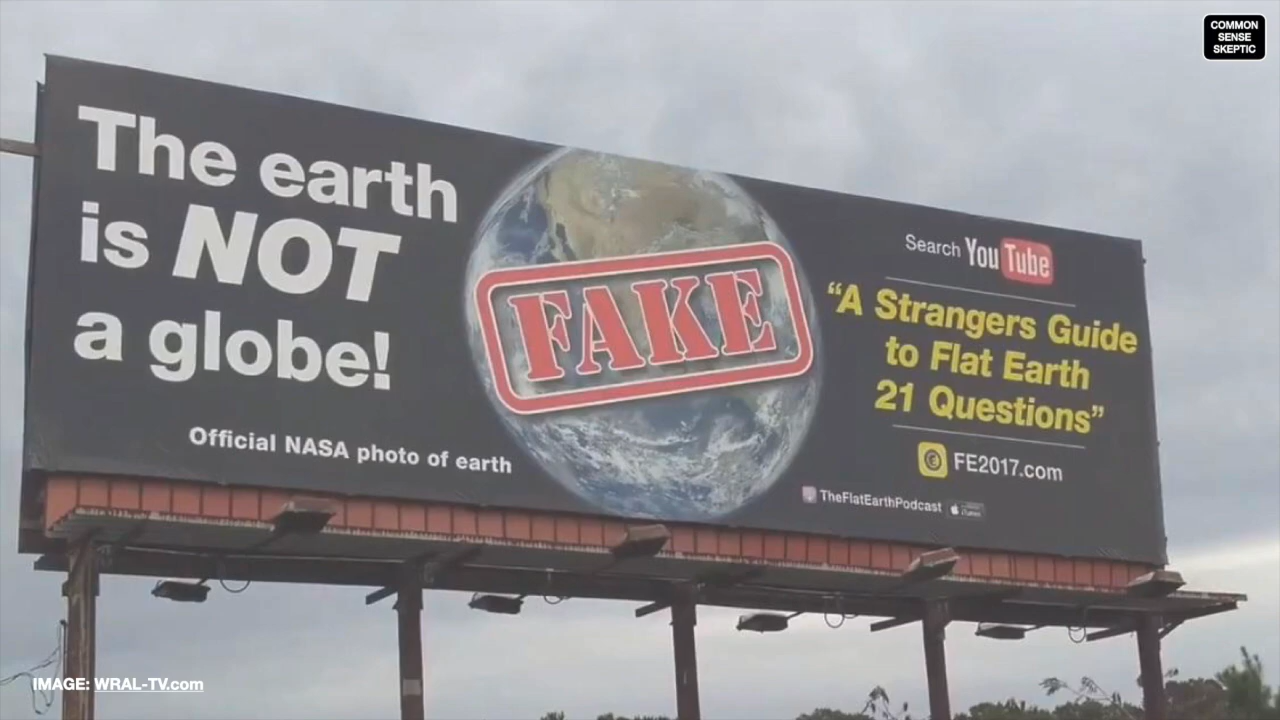 COMMON
SENSE
SKEPTIC
The earth
is NOT
a globe!
Official NASA photo of earth
FAKE
Search YouTube
“A Strangers Guide
to Flat Earth
21 Questions”
FE2017.com
TheFlatEarthPodcast
iTunes
IMAGE: WRAL-TV.com